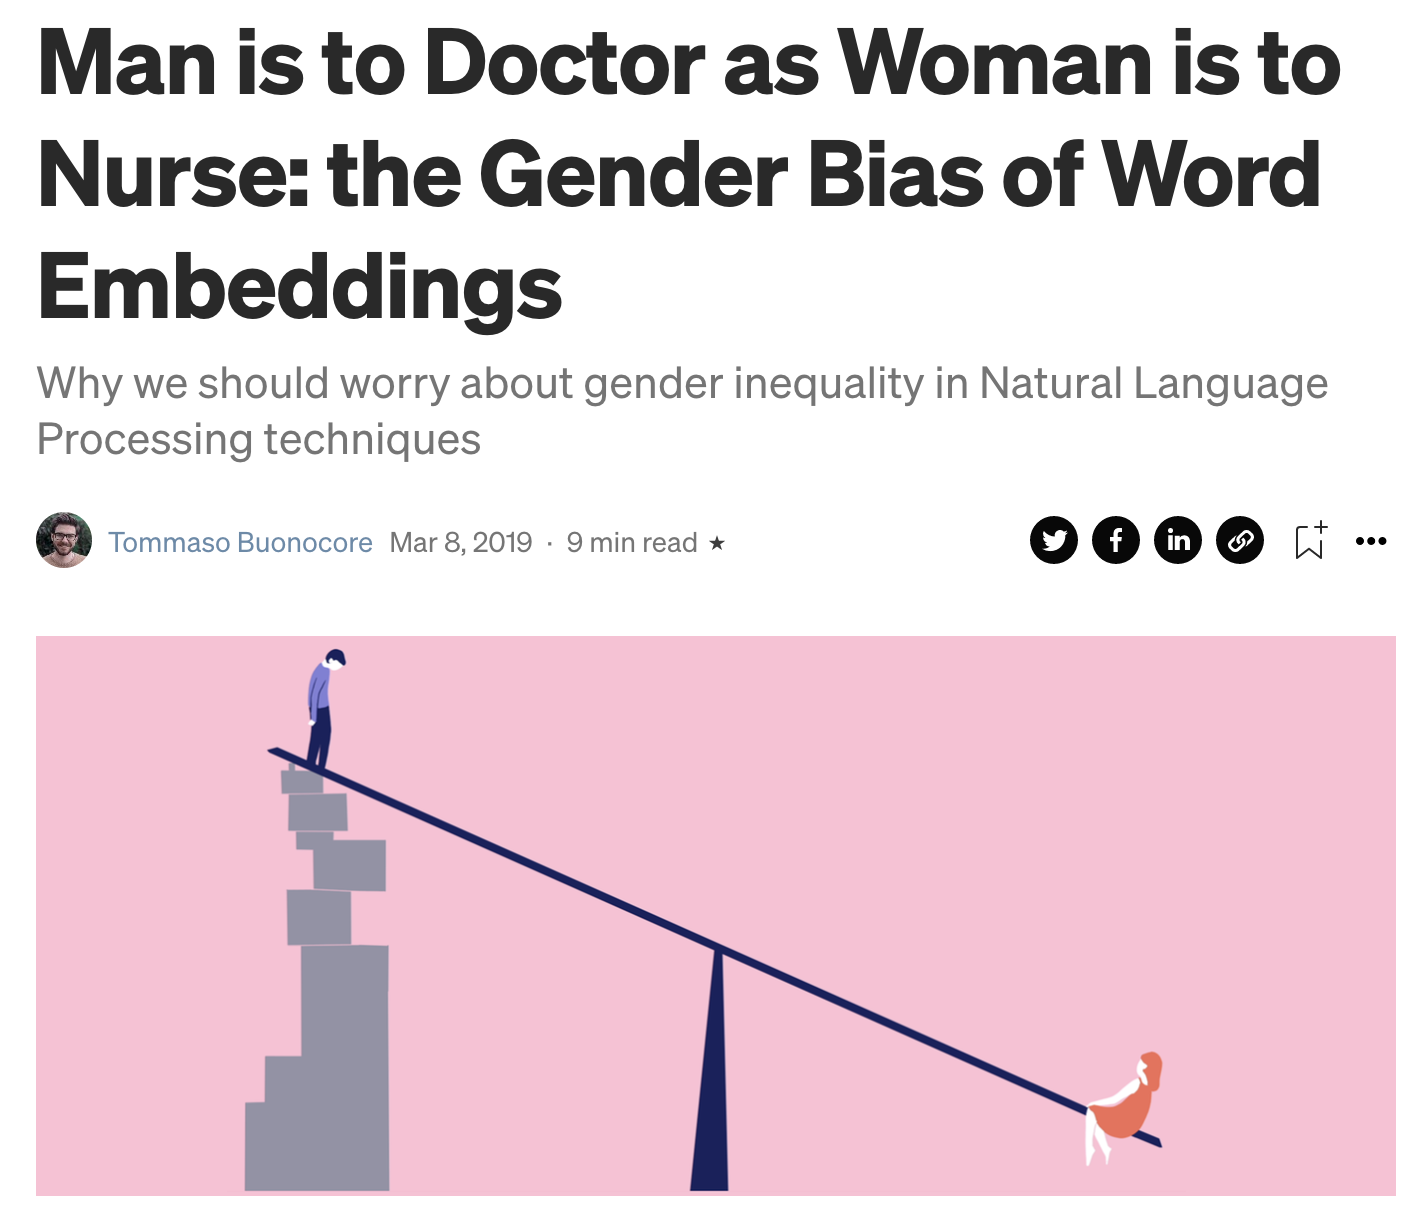 Man is to Doctor as Woman is to
Nurse: the Gender Bias of Word
Embeddings
Why we should worry about gender inequality in Natural Language
Processing techniques
Tommaso Buonocore Mar 8, 2019 · 9 min read ★